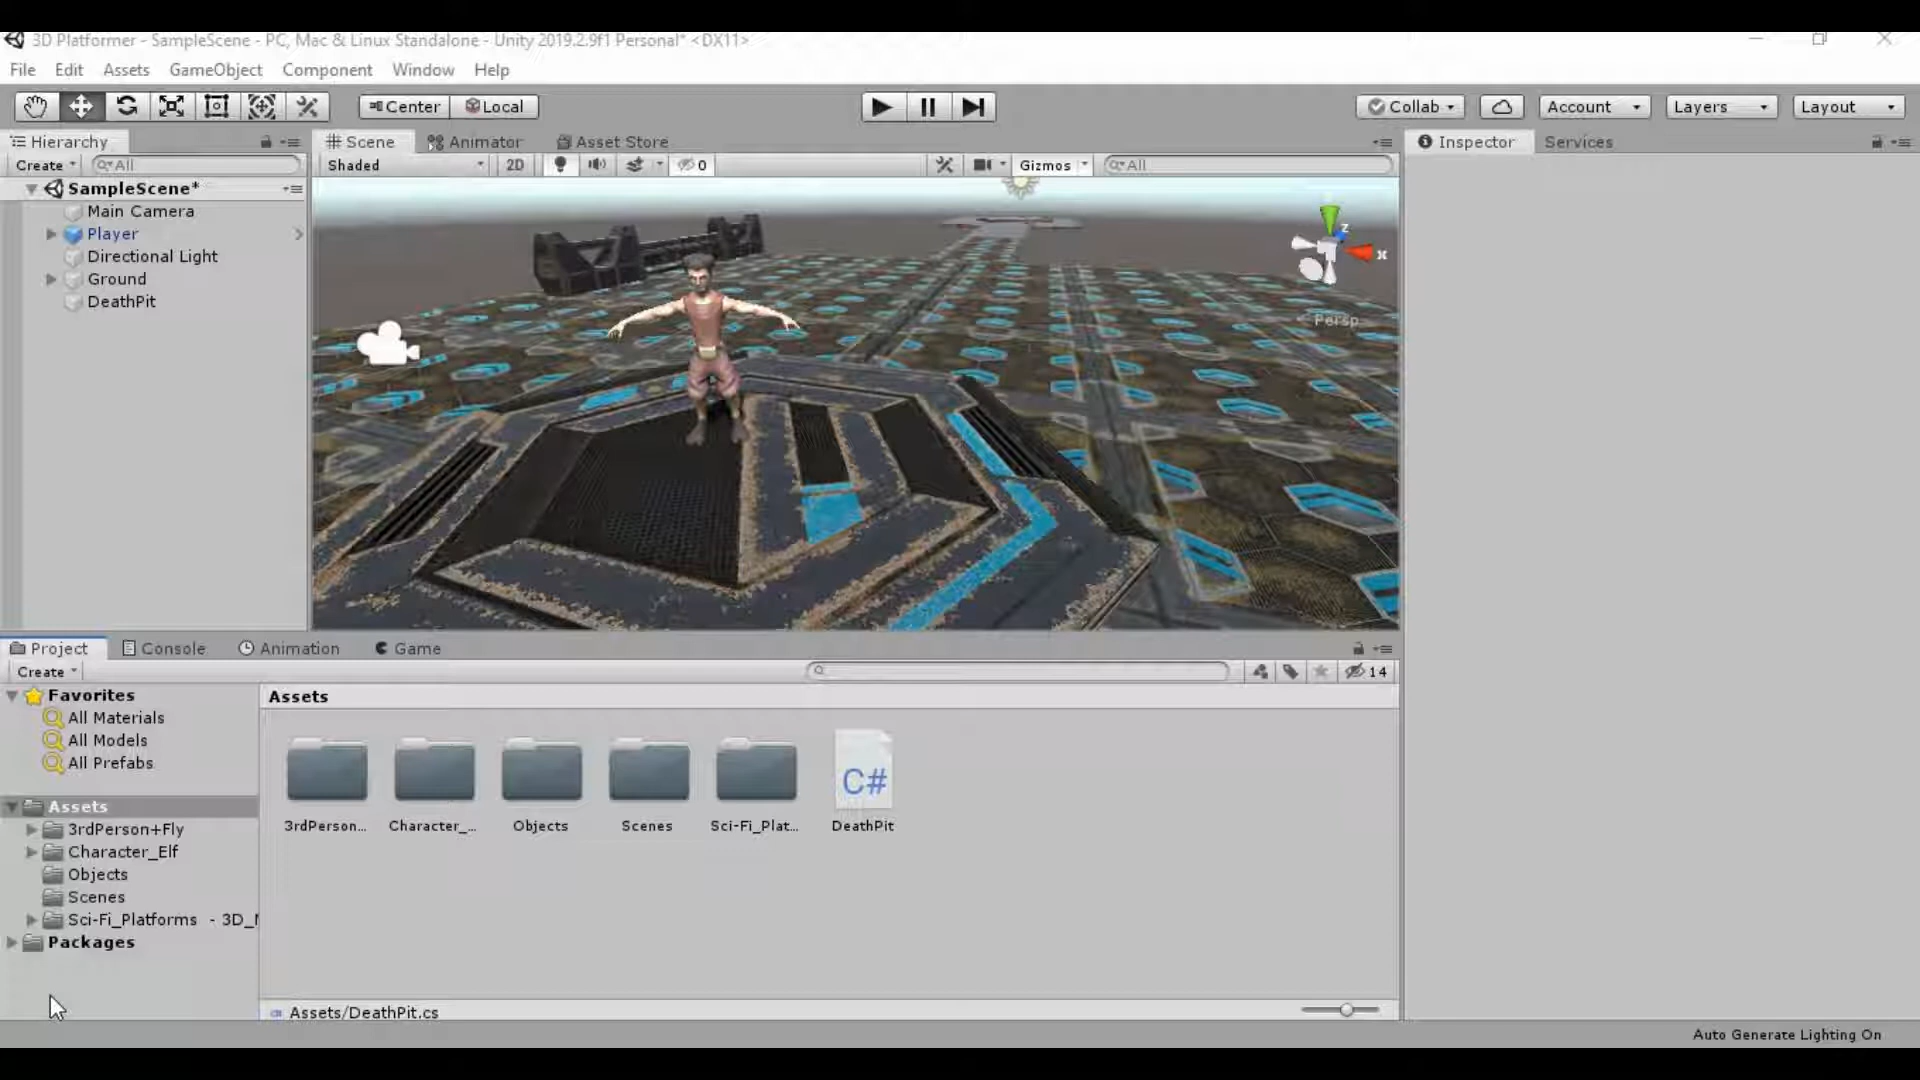 3D Platformer - SampleScene - PC, Mac & Linux Standalone - Unity 2019.2.9f1 Personal* <DX11>
File Edit Assets GameObject Component Window Help
Center Local Collab Account Layers Layout
Hierarchy Scene Animator Asset Store Inspector Services
Create All Shaded 2D 0 Gizmos All
SampleScene*
Main Camera
Player
Directional Light
Ground
DeathPit
z
x
Persp
Project Console Animation Game
Create 14
Favorites Assets
All Materials
All Models
All Prefabs
3rdPerson... Character_... Objects Scenes Sci-Fi_Plat... C# DeathPit
Assets
3rdPerson+Fly
Character_Elf
Objects
Scenes
Sci-Fi_Platforms - 3D_
Packages
Assets/DeathPit.cs
Auto Generate Lighting On